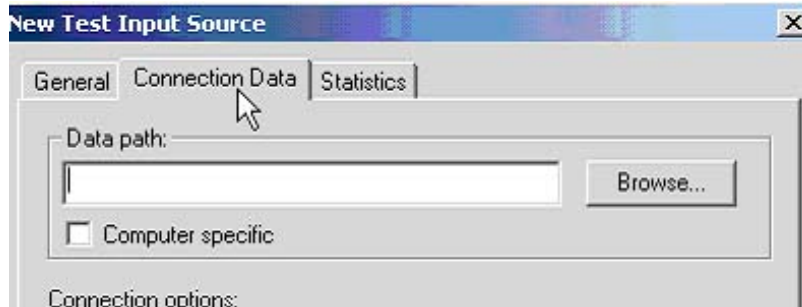 New Test Input Source
General Connection Data Statistics
Data path:
Browse...
Computer specific
Connection options: